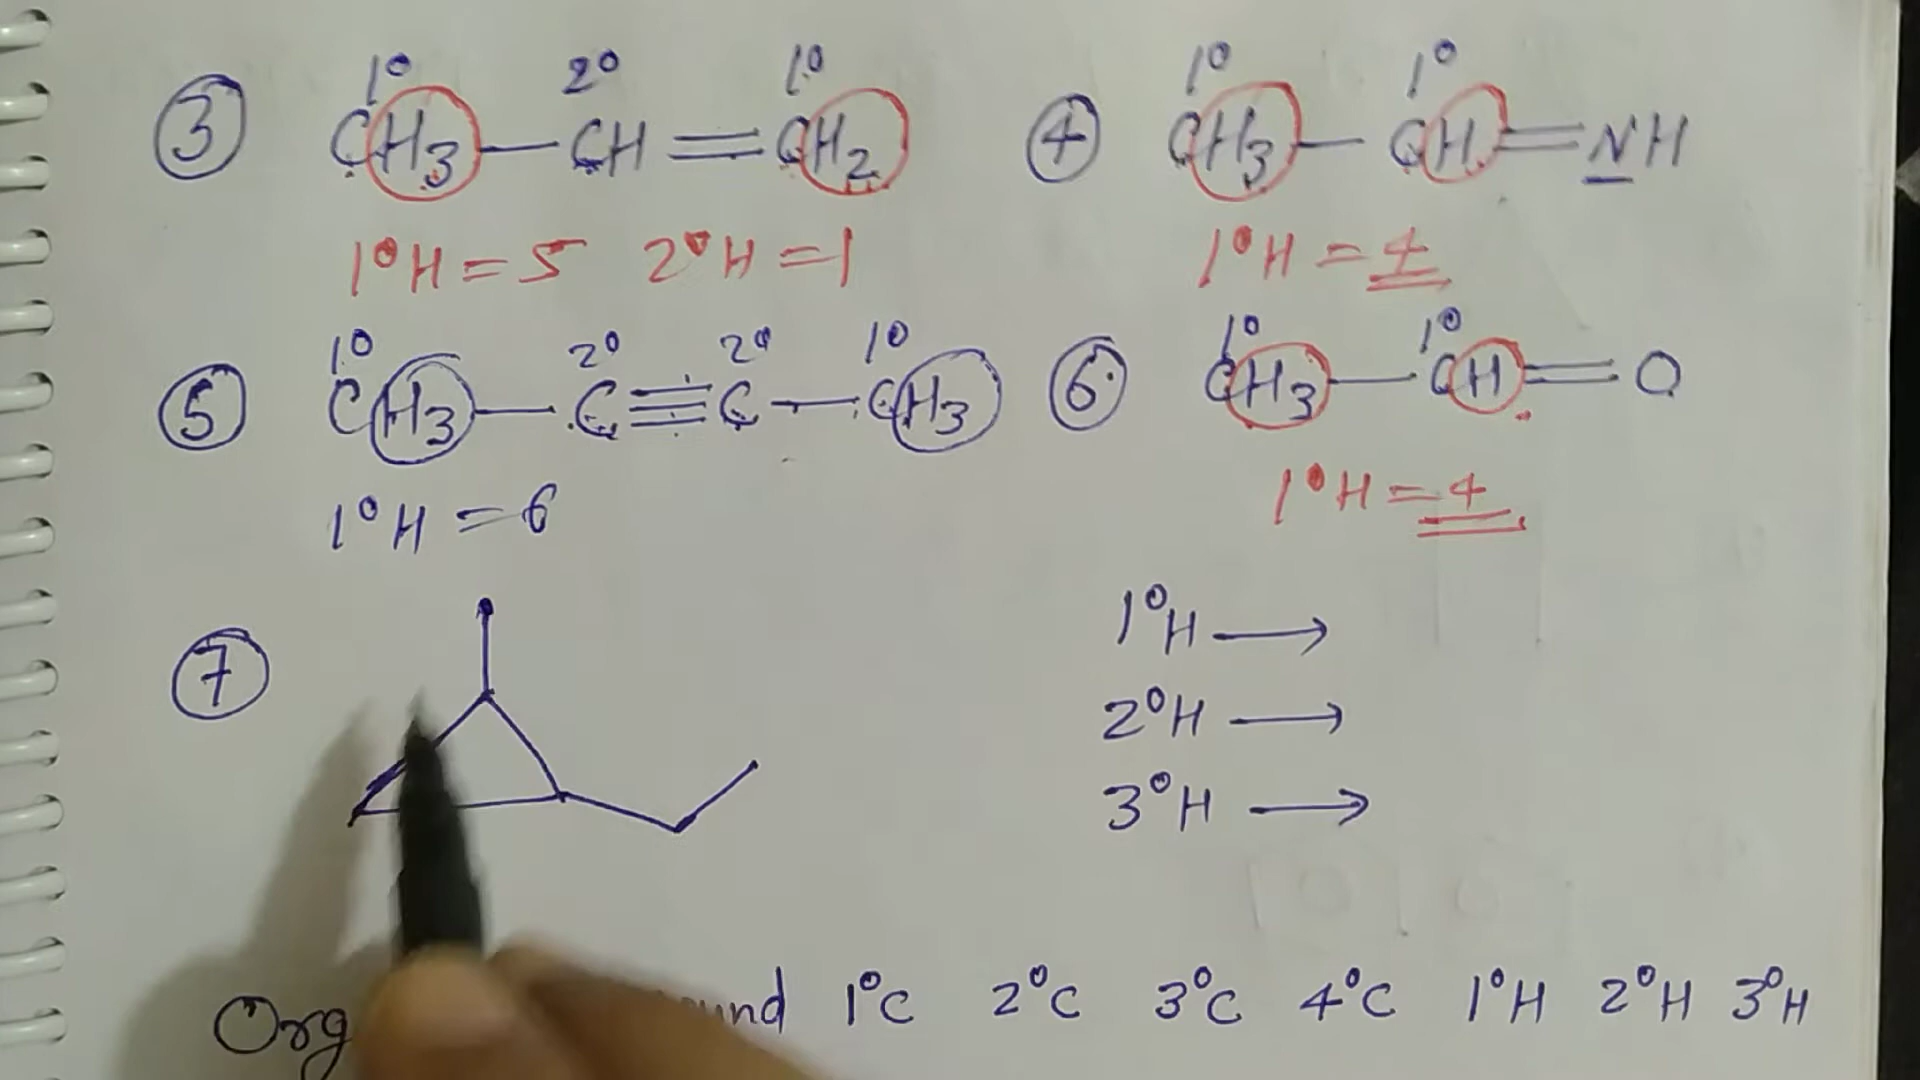 1° 2° 1° 1° 1°
③ CH3—CH=CH2 ④ CH3—CH=NH
1°H=5 2°H=1 1°H=4
1° 2° 2° 1° 1° 1°
⑤ CH3—C≡C—CH3 ⑥ CH3—CH=O
1°H=6 1°H=4
⑦ 1°H→
2°H→
3°H→
1°C 2°C 3°C 4°C 1°H 2°H 3°H